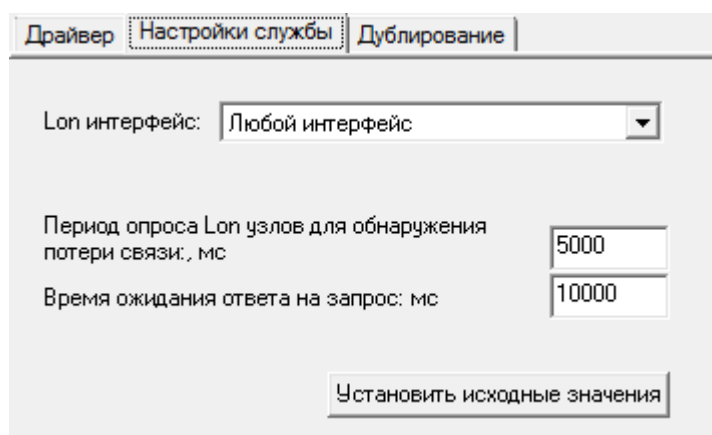 Драйвер Настройки службы Дублирование
Lon интерфейс: Любой интерфейс
Период опроса Lon узлов для обнаружения
потери связи:, мс 5000
Время ожидания ответа на запрос: мс 10000
Установить исходные значения